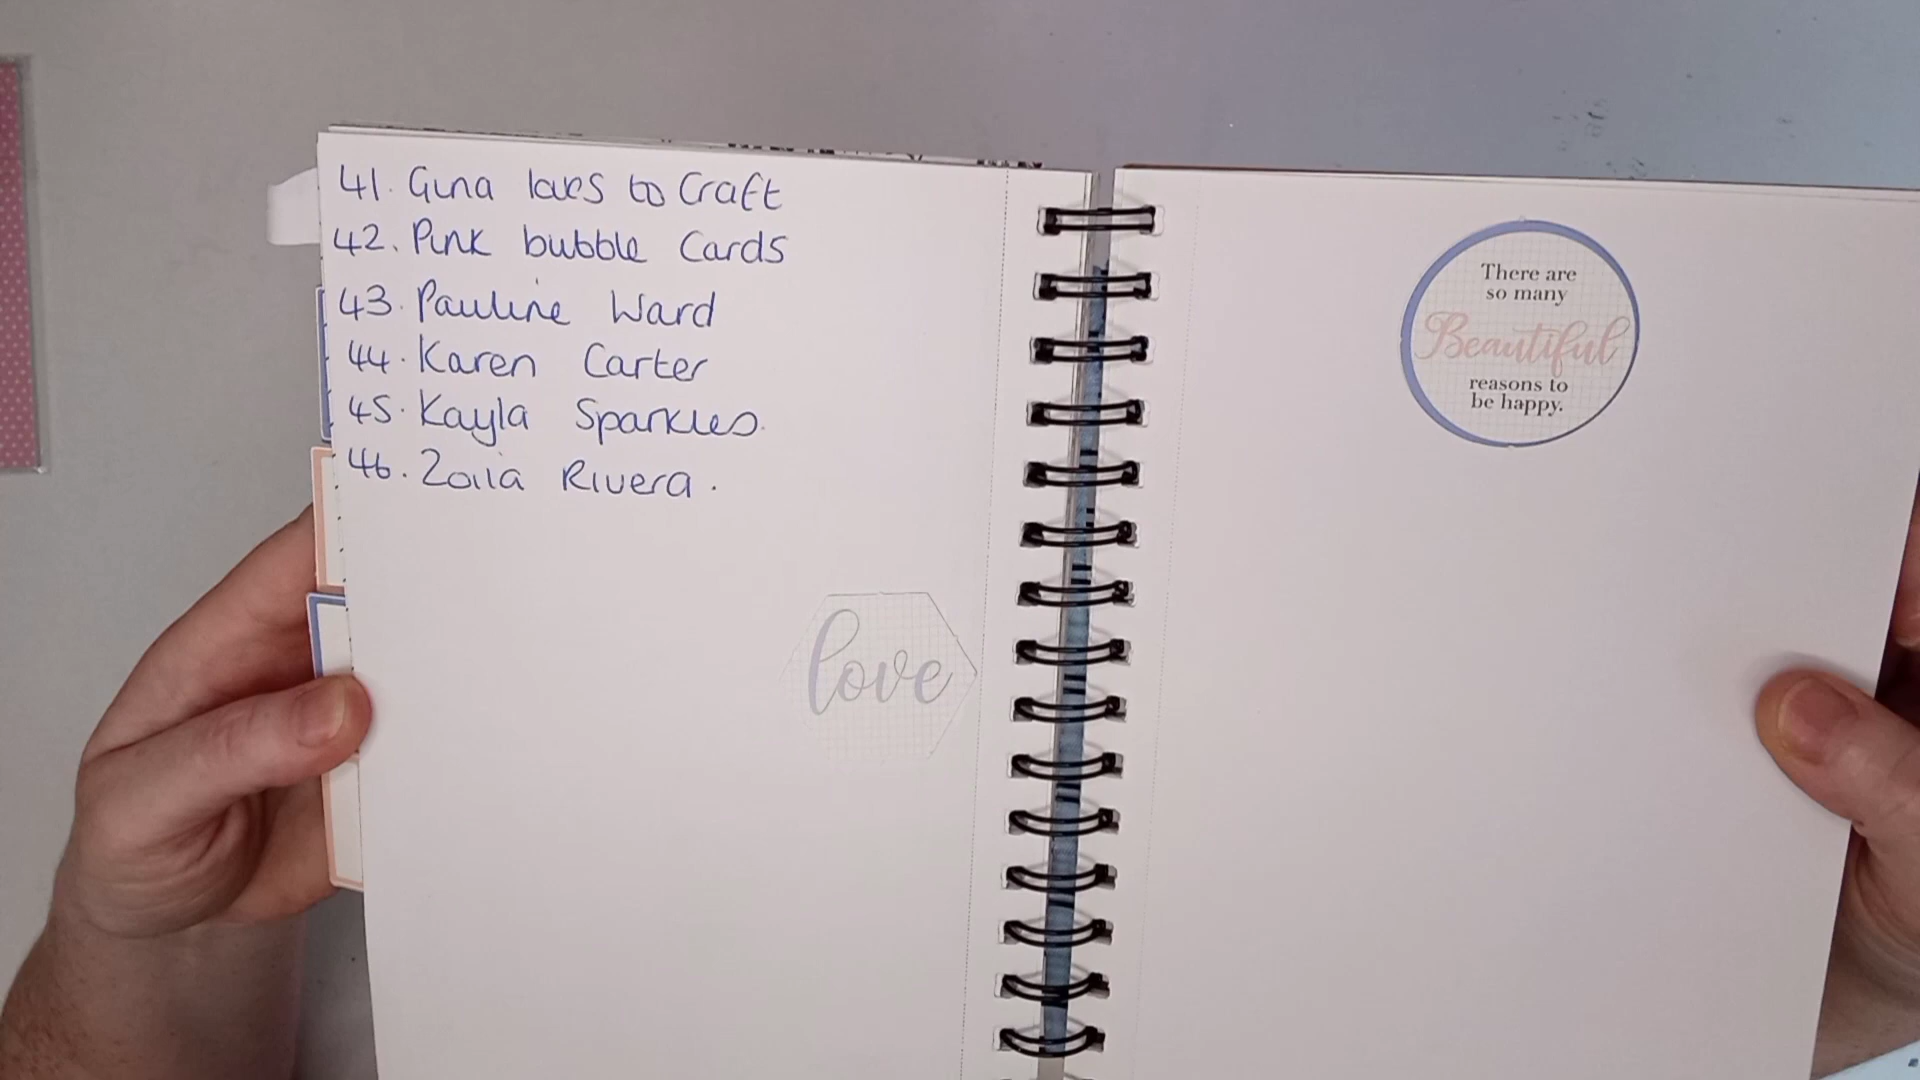 41. Gina loves to Craft
42. Pink bubble Cards
43. Pauline Ward
44. Karen Carter
45. Kayla Sparkles.
46. Zaila Rivera.
love
There are
so many
Beautiful
reasons to
be happy.